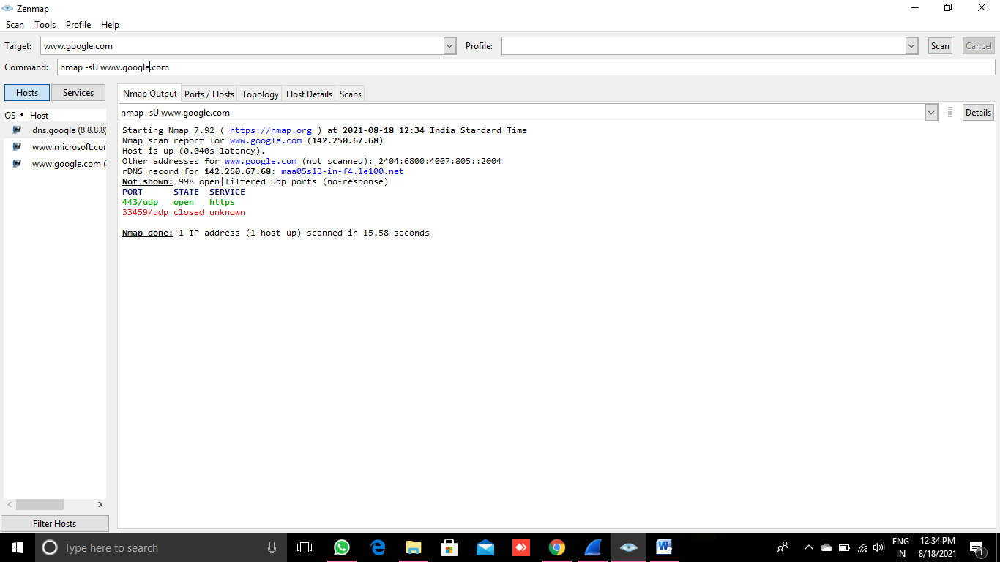 Zenmap
Scan Tools Profile Help
Target: www.google.com Profile: Scan Cancel
Command: nmap -sU www.google.com
Hosts Services
Nmap Output Ports / Hosts Topology Host Details Scans
OS Host
nmap -sU www.google.com Details
dns.google (8.8.8.8)
www.microsoft.cor
www.google.com (
Starting Nmap 7.92 ( https://nmap.org ) at 2021-08-18 12:34 India Standard Time
Nmap scan report for www.google.com (142.250.67.68)
Host is up (0.040s latency).
Other addresses for www.google.com (not scanned): 2404:6800:4007:805::2004
rDNS record for 142.250.67.68: maa05s13-in-f4.1e100.net
Not shown: 998 open|filtered udp ports (no-response)
PORT STATE SERVICE
443/udp open https
33459/udp closed unknown
Nmap done: 1 IP address (1 host up) scanned in 15.58 seconds
Filter Hosts
Type here to search
ENG
IN
12:34 PM
8/18/2021
1